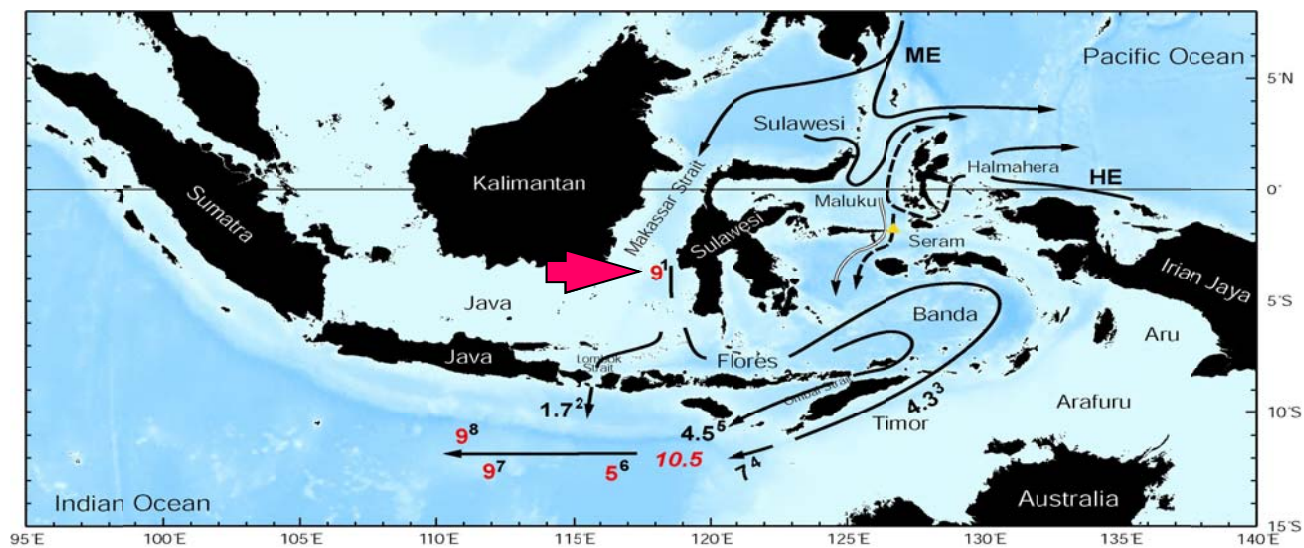 ME
Pacific Ocean
5°N
Sulawesi
Halmahera
Kalimantan
Makassar Strait
HE
0°
Sumatra
Maluku
Sulawesi
Seram
Irian Jaya
9¹
Java
5°S
Banda
Aru
Java
Lombok
Strait
Flores
Ombai Strait
4.3³
Arafuru
1.7²
4.5⁵
Timor
10°S
9⁸
10.5
7⁴
9⁷
5⁶
Indian Ocean
Australia
15°S
95°E
100°E
105°E
110°E
115°E
120°E
125°E
130°E
135°E
140°E